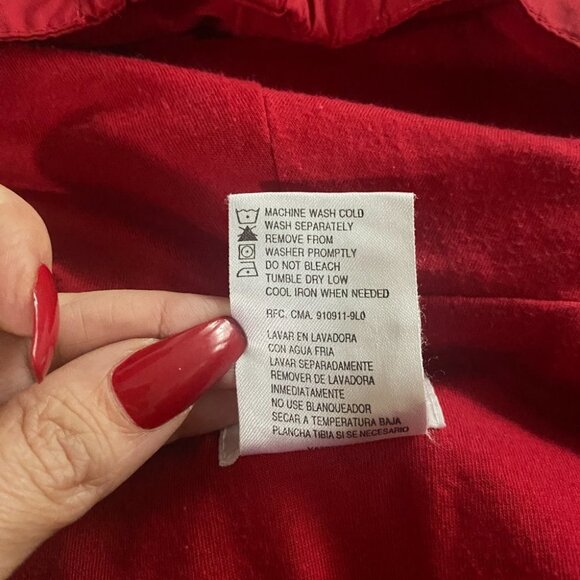 MACHINE WASH COLD
WASH SEPARATELY
REMOVE FROM
WASHER PROMPTLY
DO NOT BLEACH
TUMBLE DRY LOW
COOL IRON WHEN NEEDED
RFC. CMA. 910911-9L0
LAVAR EN LAVADORA
CON AGUA FRIA
LAVAR SEPARADAMENTE
REMOVER DE LAVADORA
INMEDIATAMENTE
NO USE BLANQUEADOR
SECAR A TEMPERATURA BAJA
PLANCHA TIBIA SI SE NECESARIO